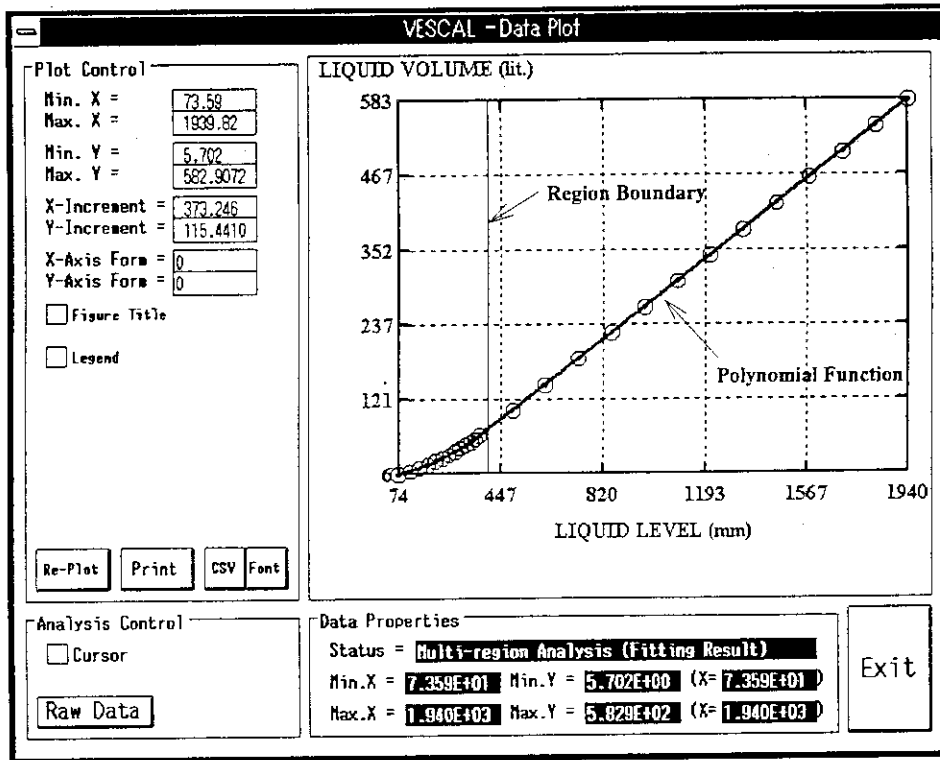 VESCAL - Data Plot
Plot Control
Min. X = 73.59
Max. X = 1939.82
Min. Y = 5.702
Max. Y = 582.9072
X-Increment = 373.246
Y-Increment = 115.4410
X-Axis Form = 0
Y-Axis Form = 0
Figure Title
Legend
Re-Plot Print CSV Font
LIQUID VOLUME (lit.)
583
467
352
237
121
6
Region Boundary
Polynomial Function
74 447 820 1193 1567 1940
LIQUID LEVEL (mm)
Analysis Control
Cursor
Raw Data
Data Properties
Status = Multi-region Analysis (Fitting Result)
Min.X = 7.359E+01 Min.Y = 5.702E+00 (X= 7.359E+01 )
Max.X = 1.940E+03 Max.Y = 5.829E+02 (X= 1.940E+03 )
Exit